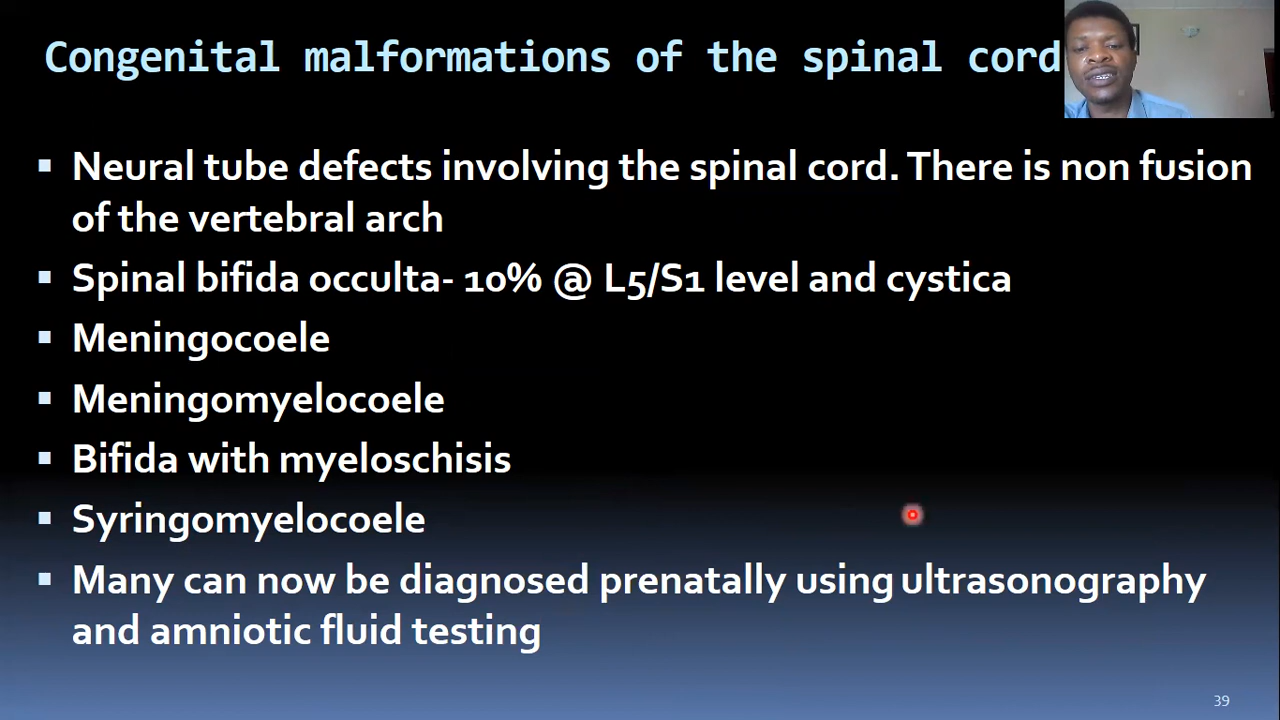 Congenital malformations of the spinal cord
▪ Neural tube defects involving the spinal cord. There is non fusion
of the vertebral arch
▪ Spinal bifida occulta- 10% @ L5/S1 level and cystica
▪ Meningocoele
▪ Meningomyelocoele
▪ Bifida with myeloschisis
▪ Syringomyelocoele
▪ Many can now be diagnosed prenatally using ultrasonography
and amniotic fluid testing
39